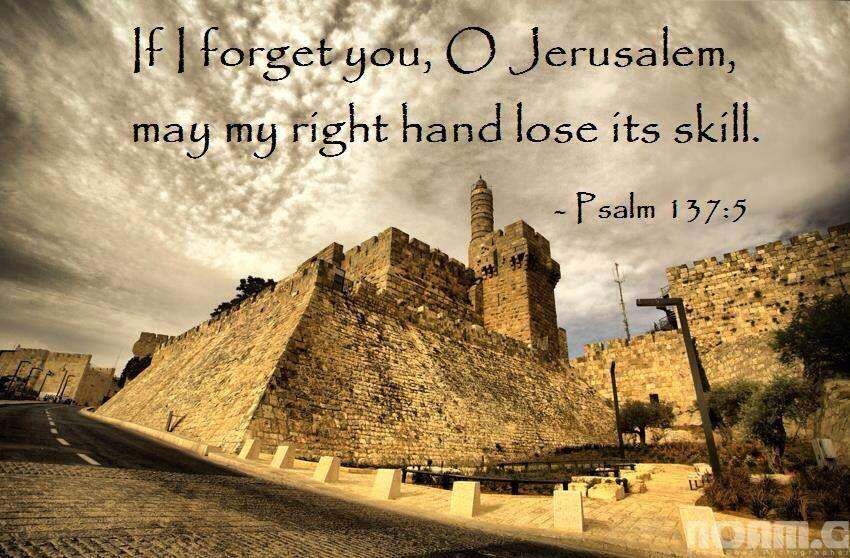 If I forget you, O Jerusalem,
may my right hand lose its skill.
~ Psalm 137:5